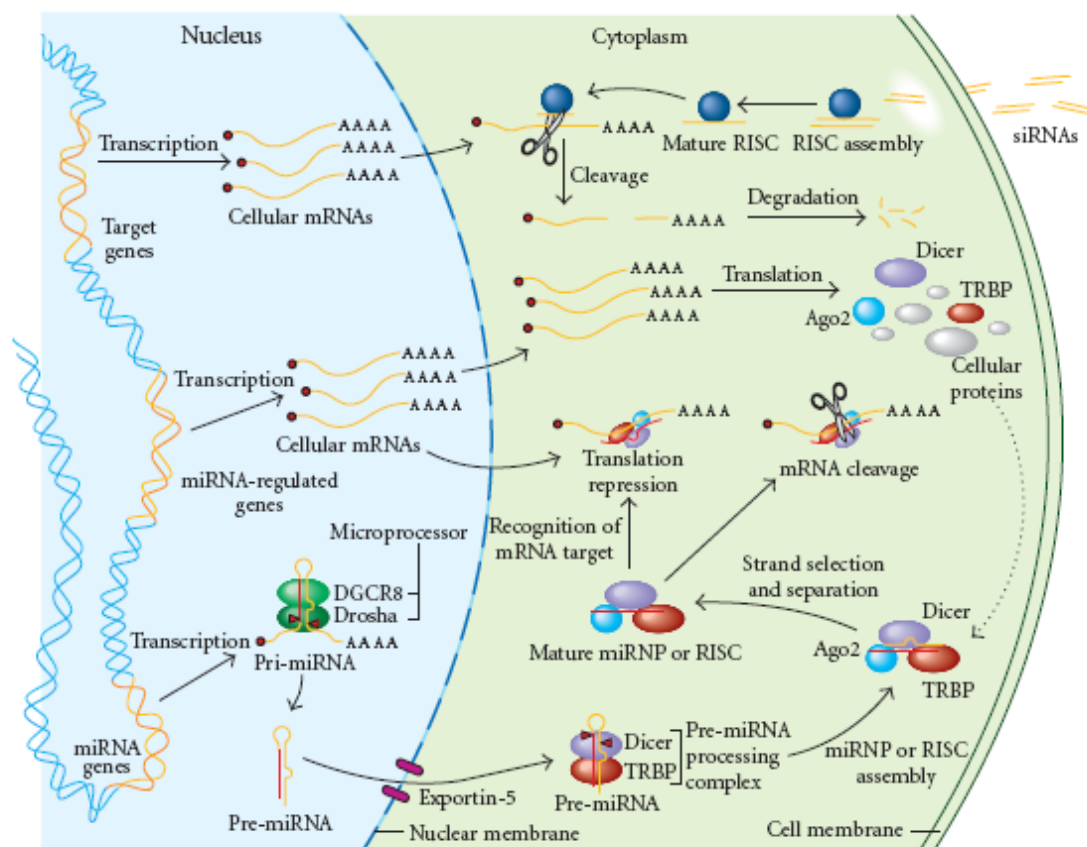 Nucleus
Cytoplasm
Transcription
AAAA
AAAA
AAAA
Cellular mRNAs
Target
genes
AAAA
Mature RISC
RISC assembly
siRNAs
Cleavage
AAAA
Degradation
AAAA
AAAA
AAAA
Translation
Dicer
TRBP
Ago2
Cellular
proteins
Transcription
AAAA
AAAA
AAAA
Cellular mRNAs
miRNA-regulated
genes
AAAA
Translation
repression
AAAA
mRNA cleavage
Recognition of
mRNA target
Microprocessor
DGCR8
Drosha
Transcription
AAAA
Pri-miRNA
Strand selection
and separation
Mature miRNP or RISC
Dicer
Ago2
TRBP
miRNA
genes
Pre-miRNA
Exportin-5
Dicer
TRBP
Pre-miRNA
processing
complex
Pre-miRNA
miRNP or RISC
assembly
Nuclear membrane
Cell membrane